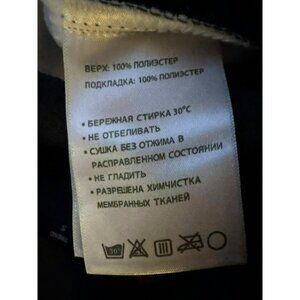 ВЕРХ: 100% ПОЛИЭСТЕР
ПОДКЛАДКА: 100% ПОЛИЭСТЕР
• БЕРЕЖНАЯ СТИРКА 30°C
• НЕ ОТБЕЛИВАТЬ
• СУШКА БЕЗ ОТЖИМА В
РАСПРАВЛЕННОМ СОСТОЯНИИ
• НЕ ГЛАДИТЬ
• РАЗРЕШЕНА ХИМЧИСТКА
МЕМБРАННЫХ ТКАНЕЙ
30°